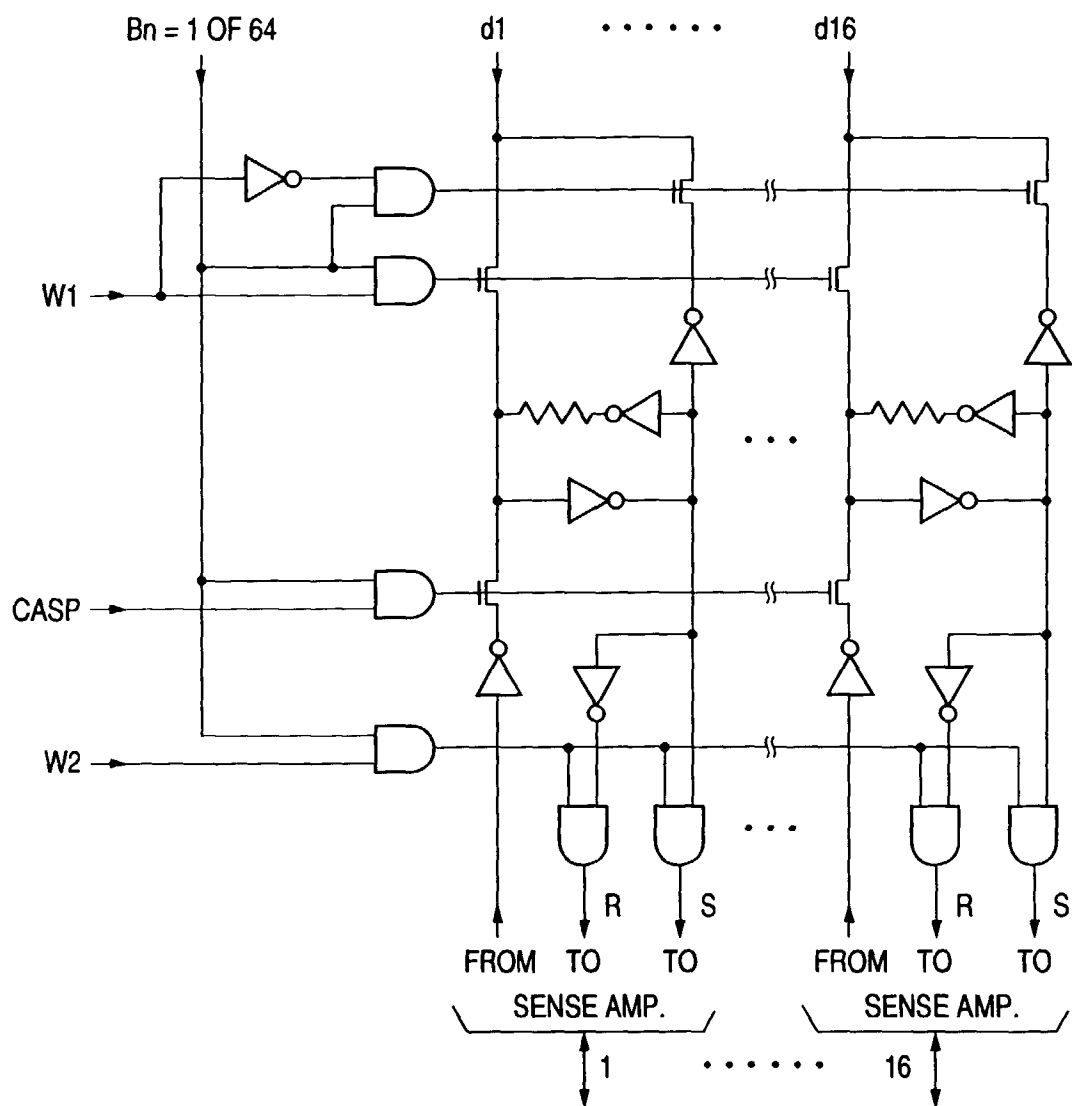 Bn = 1 OF 64
d1 . . . . . . d16
W1
. . .
CASP
W2
. . .
R S R S
FROM TO TO FROM TO TO
SENSE AMP. SENSE AMP.
1 . . . . . . 16